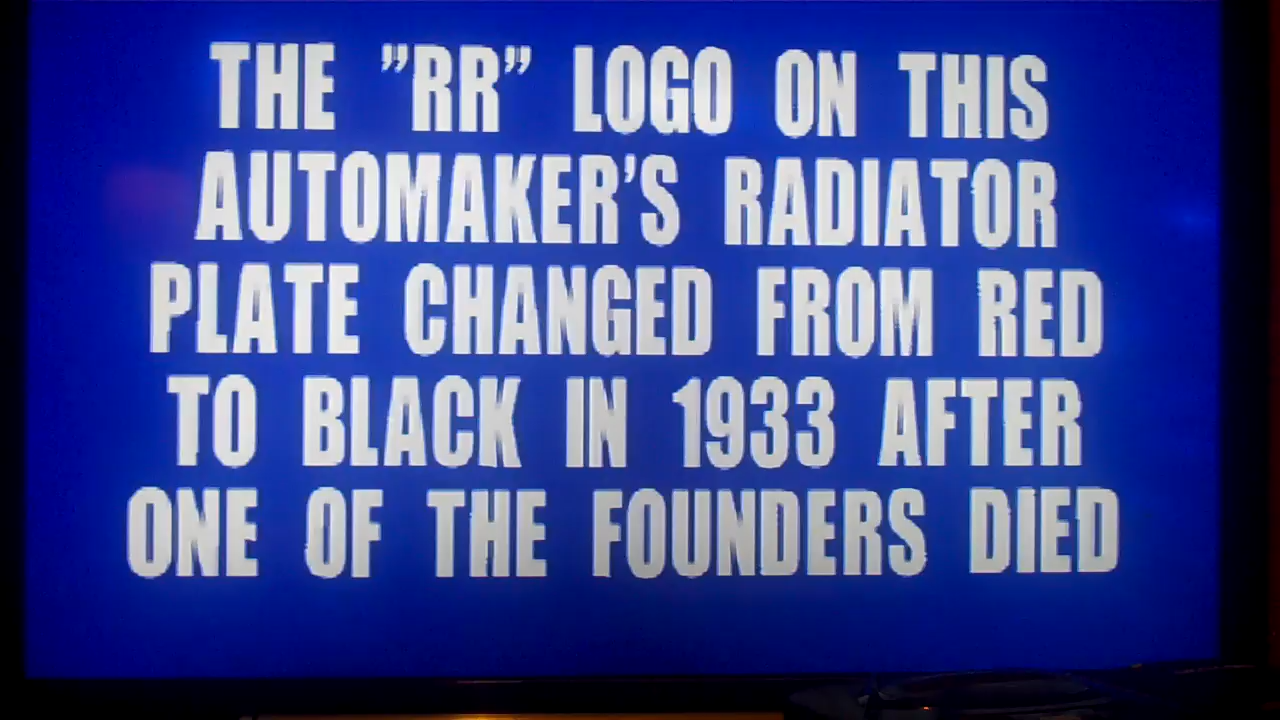 THE "RR" LOGO ON THIS
AUTOMAKER'S RADIATOR
PLATE CHANGED FROM RED
TO BLACK IN 1933 AFTER
ONE OF THE FOUNDERS DIED